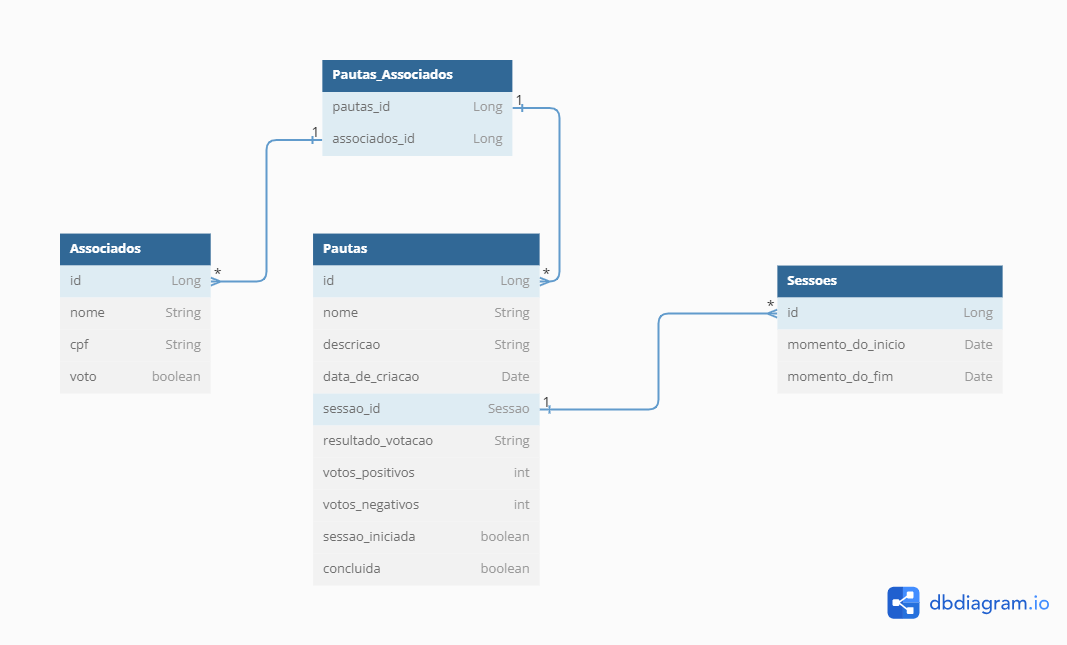 Pautas_Associados
pautas_id Long
associados_id Long
1
1
Associados
id Long
nome String
cpf String
voto boolean
*
Pautas
id Long
nome String
descricao String
data_de_criacao Date
sessao_id Sessao
resultado_votacao String
votos_positivos int
votos_negativos int
sessao_iniciada boolean
concluida boolean
*
1
Sessoes
id Long
momento_do_inicio Date
momento_do_fim Date
*
dbdiagram.io